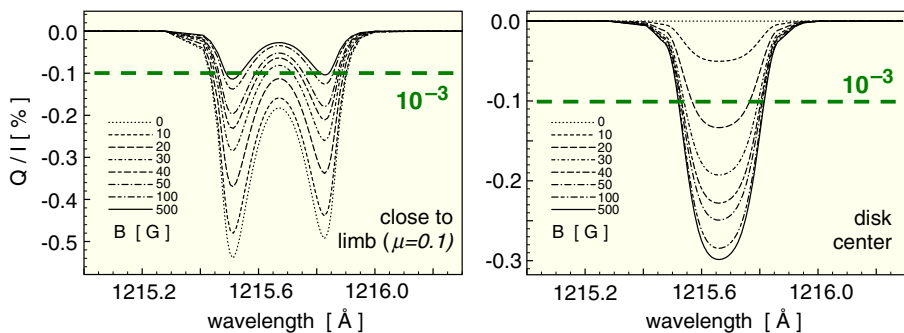 0.0
-0.1
-0.2
-0.3
-0.4
-0.5
Q / I [ % ]
10⁻³
0
10
20
30
40
50
100
500
B [ G ]
close to
limb (μ=0.1)
1215.2 1215.6 1216.0
wavelength [ Å ]
0.0
-0.1
-0.2
-0.3
10⁻³
0
10
20
30
40
50
100
500
B [ G ]
disk
center
1215.2 1215.6 1216.0
wavelength [ Å ]